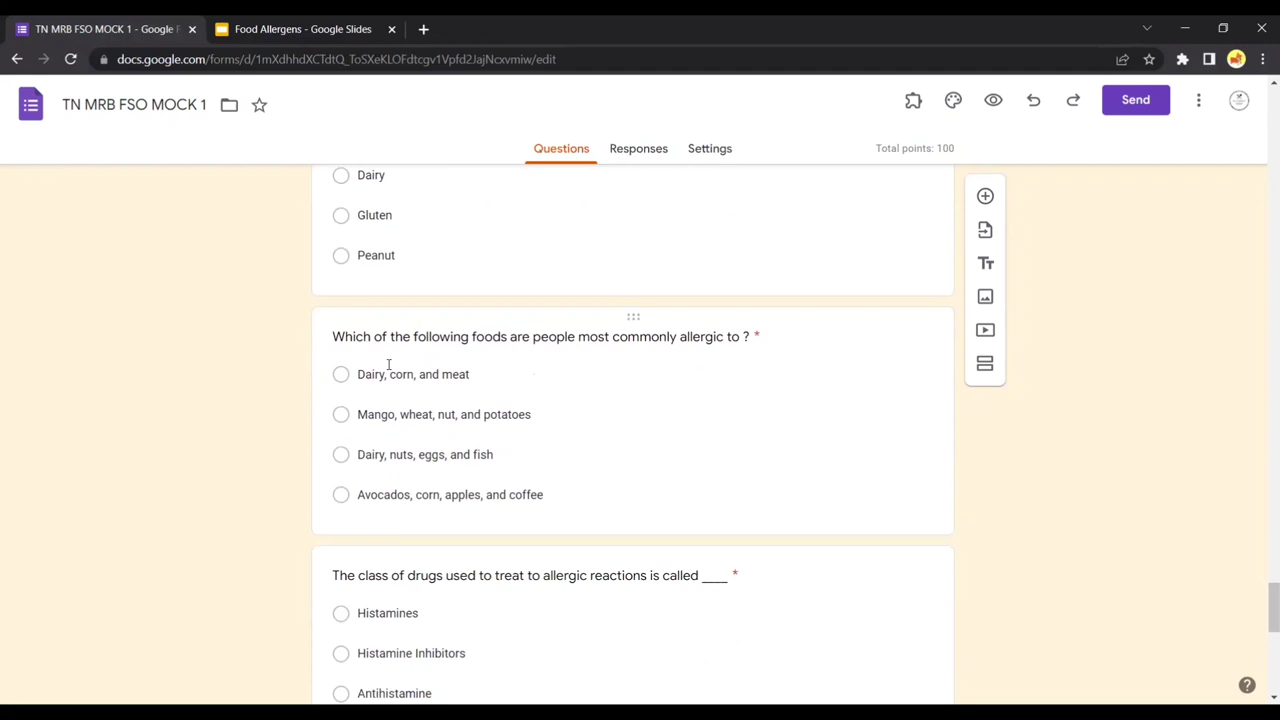 TN MRB FSO MOCK 1 - Google F
Food Allergens - Google Slides
docs.google.com/forms/d/1mXdhhdXCTdtQ_ToSXeKLOFdtcgv1Vpfd2JajNcxvmiw/edit
TN MRB FSO MOCK 1
Send
Questions
Responses
Settings
Total points: 100
Dairy
Gluten
Peanut
Which of the following foods are people most commonly allergic to ? *
Dairy, corn, and meat
Mango, wheat, nut, and potatoes
Dairy, nuts, eggs, and fish
Avocados, corn, apples, and coffee
The class of drugs used to treat to allergic reactions is called ____ *
Histamines
Histamine Inhibitors
Antihistamine